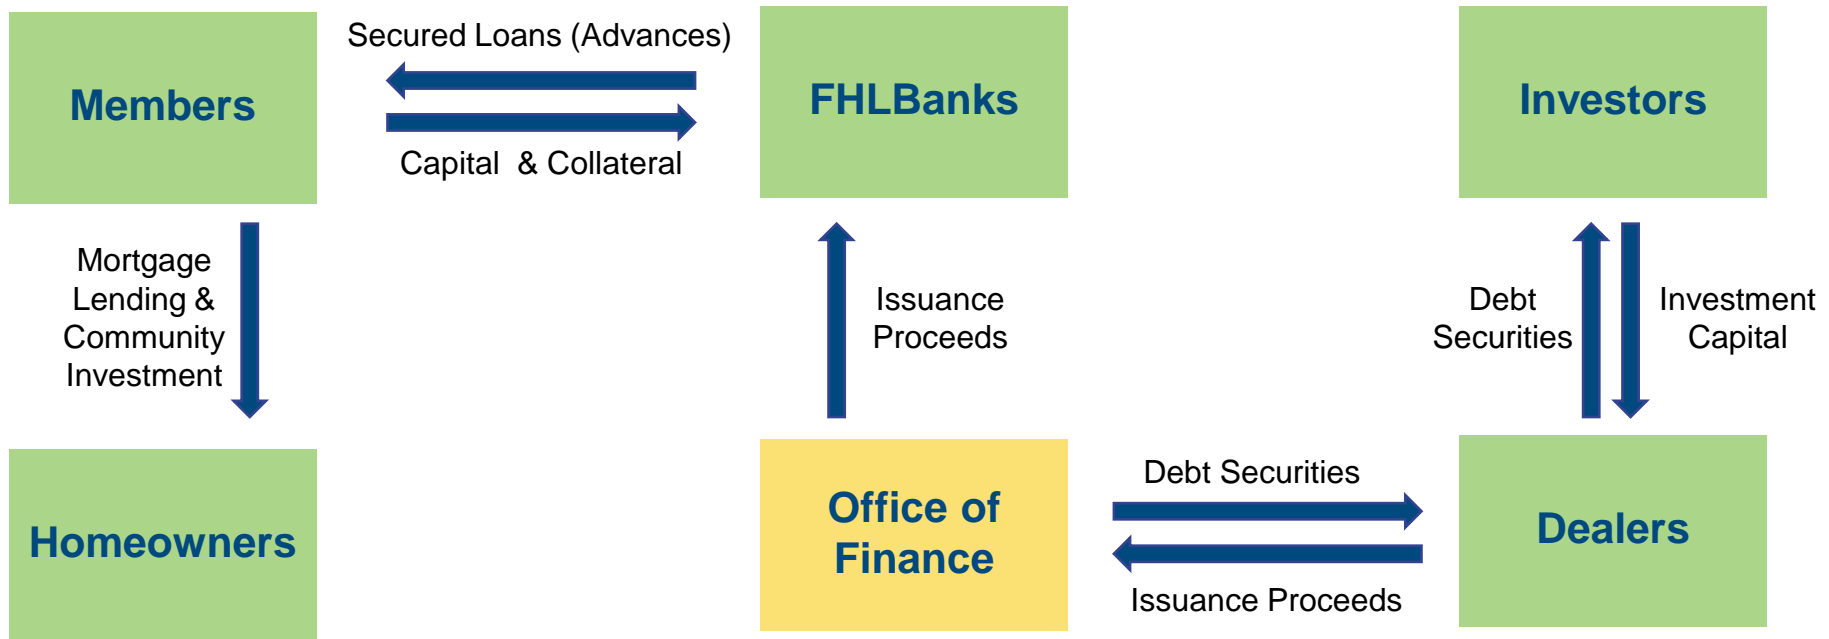 Secured Loans (Advances)
Members
FHLBanks
Investors
Capital & Collateral
Mortgage
Lending &
Community
Investment
Issuance
Proceeds
Debt
Securities
Investment
Capital
Homeowners
Office of
Finance
Debt Securities
Issuance Proceeds
Dealers